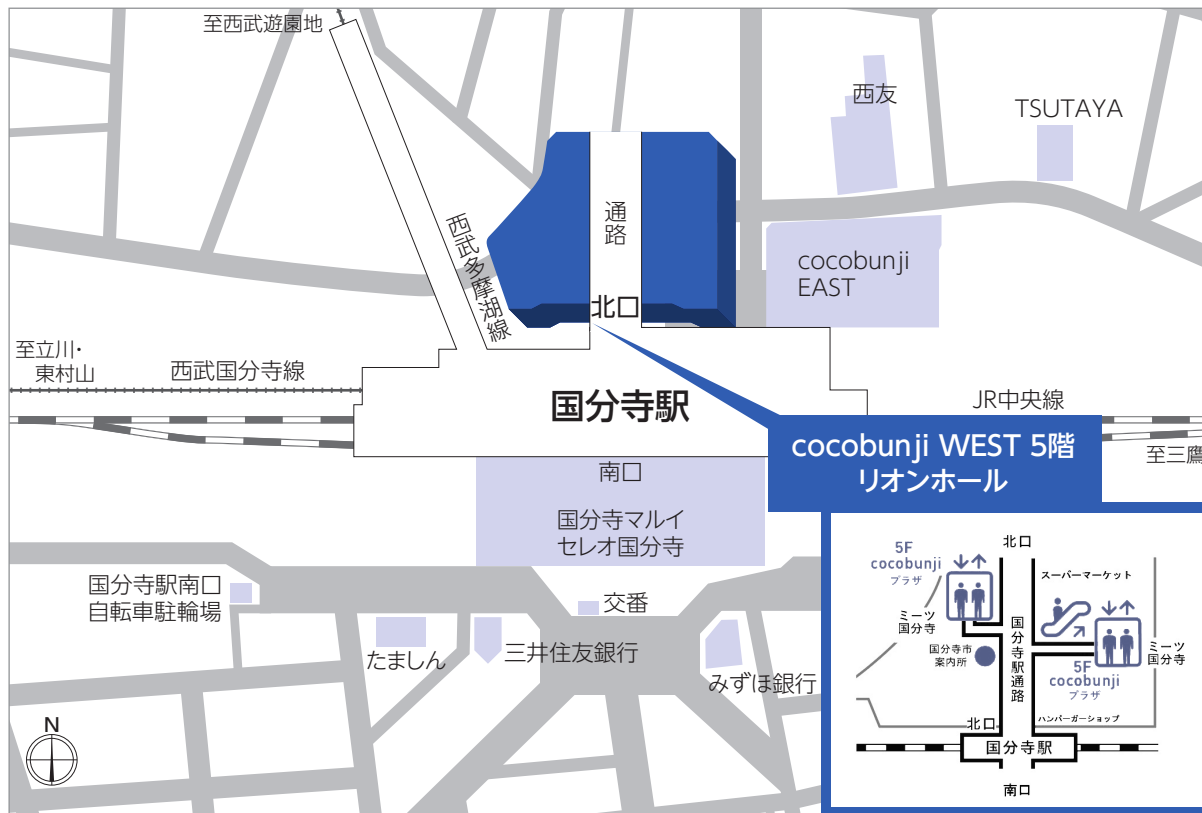 至西武遊園地
西友
TSUTAYA
通路
西武多摩湖線
cocobunji
EAST
北口
至立川・
東村山
西武国分寺線
国分寺駅
JR中央線
至三鷹
cocobunji WEST 5階
リオンホール
南口
国分寺マルイ
セレオ国分寺
国分寺駅南口
自転車駐輪場
交番
たましん
三井住友銀行
みずほ銀行
N
北口
5F
cocobunji
プラザ
スーパーマーケット
ミーツ
国分寺
国分寺駅通路
国分寺市
案内所
ミーツ
国分寺
5F
cocobunji
プラザ
北口
ハンバーガーショップ
国分寺駅
南口